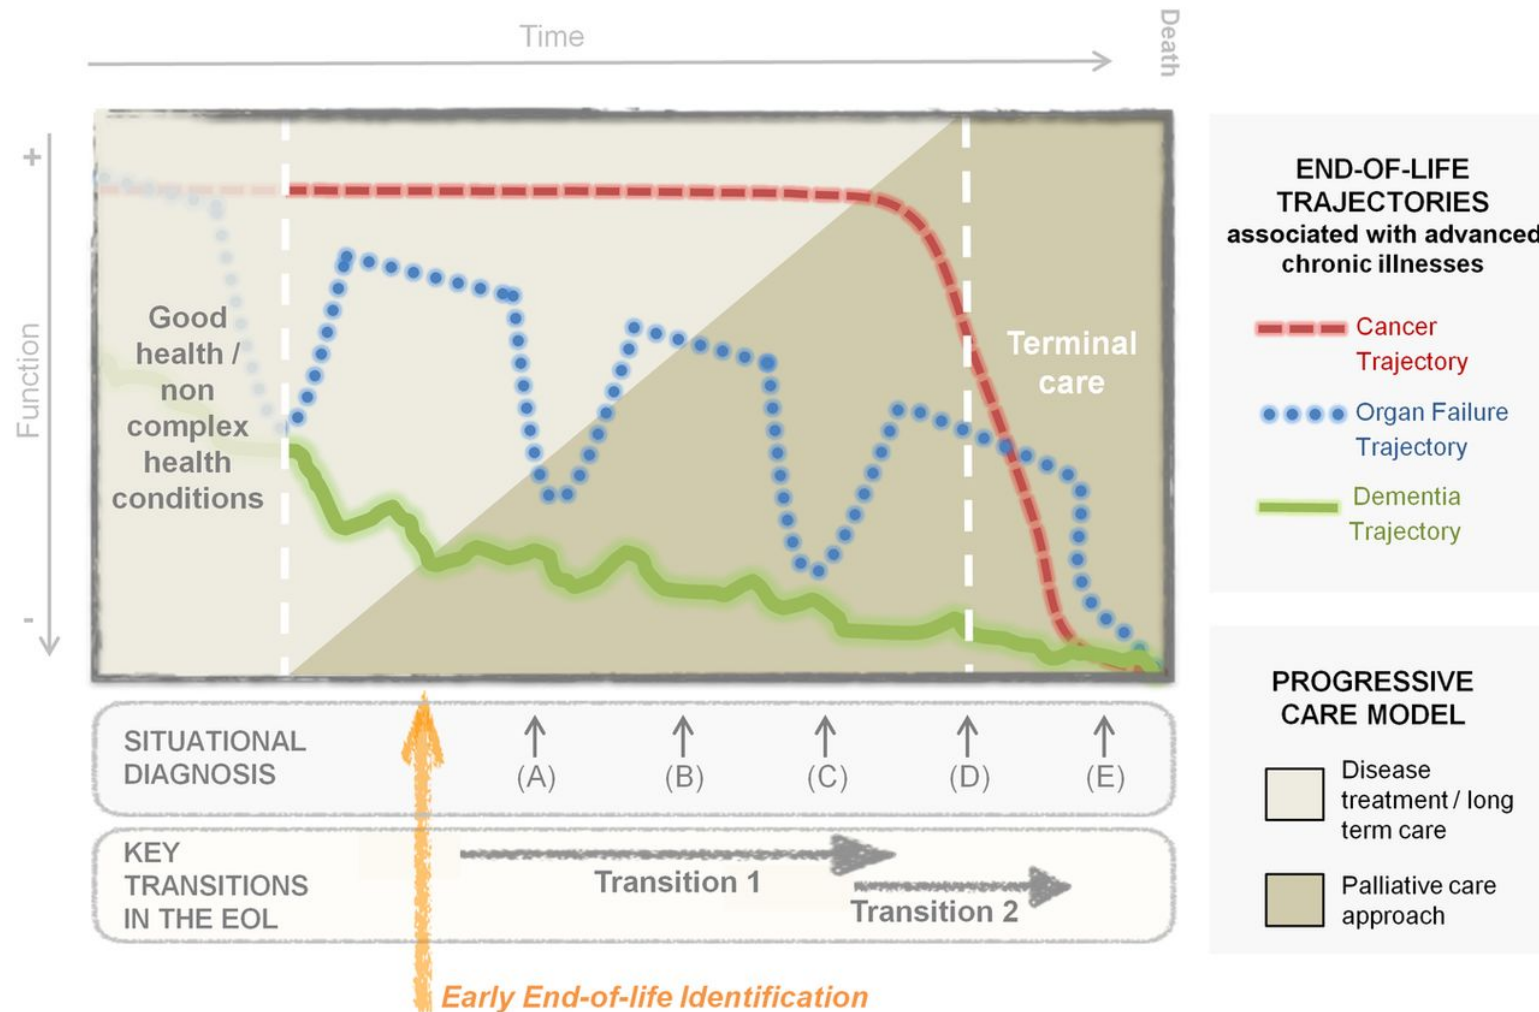 Time
Death
+
Function
-
Good
health /
non
complex
health
conditions
Terminal
care
END-OF-LIFE
TRAJECTORIES
associated with advanced
chronic illnesses
Cancer
Trajectory
Organ Failure
Trajectory
Dementia
Trajectory
PROGRESSIVE
CARE MODEL
Disease
treatment / long
term care
Palliative care
approach
SITUATIONAL
DIAGNOSIS
(A) (B) (C) (D) (E)
KEY
TRANSITIONS
IN THE EOL
Transition 1
Transition 2
Early End-of-life Identification